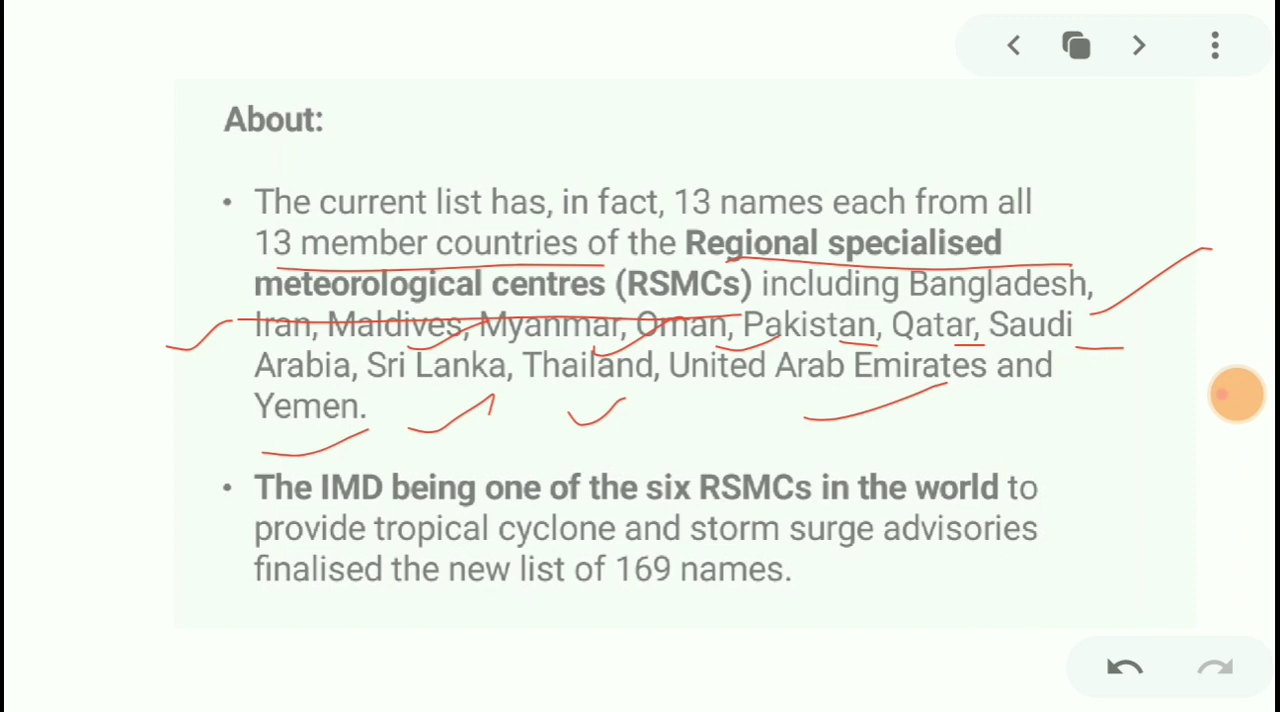 About:
• The current list has, in fact, 13 names each from all
13 member countries of the Regional specialised
meteorological centres (RSMCs) including Bangladesh,
Iran, Maldives, Myanmar, Oman, Pakistan, Qatar, Saudi
Arabia, Sri Lanka, Thailand, United Arab Emirates and
Yemen.
• The IMD being one of the six RSMCs in the world to
provide tropical cyclone and storm surge advisories
finalised the new list of 169 names.